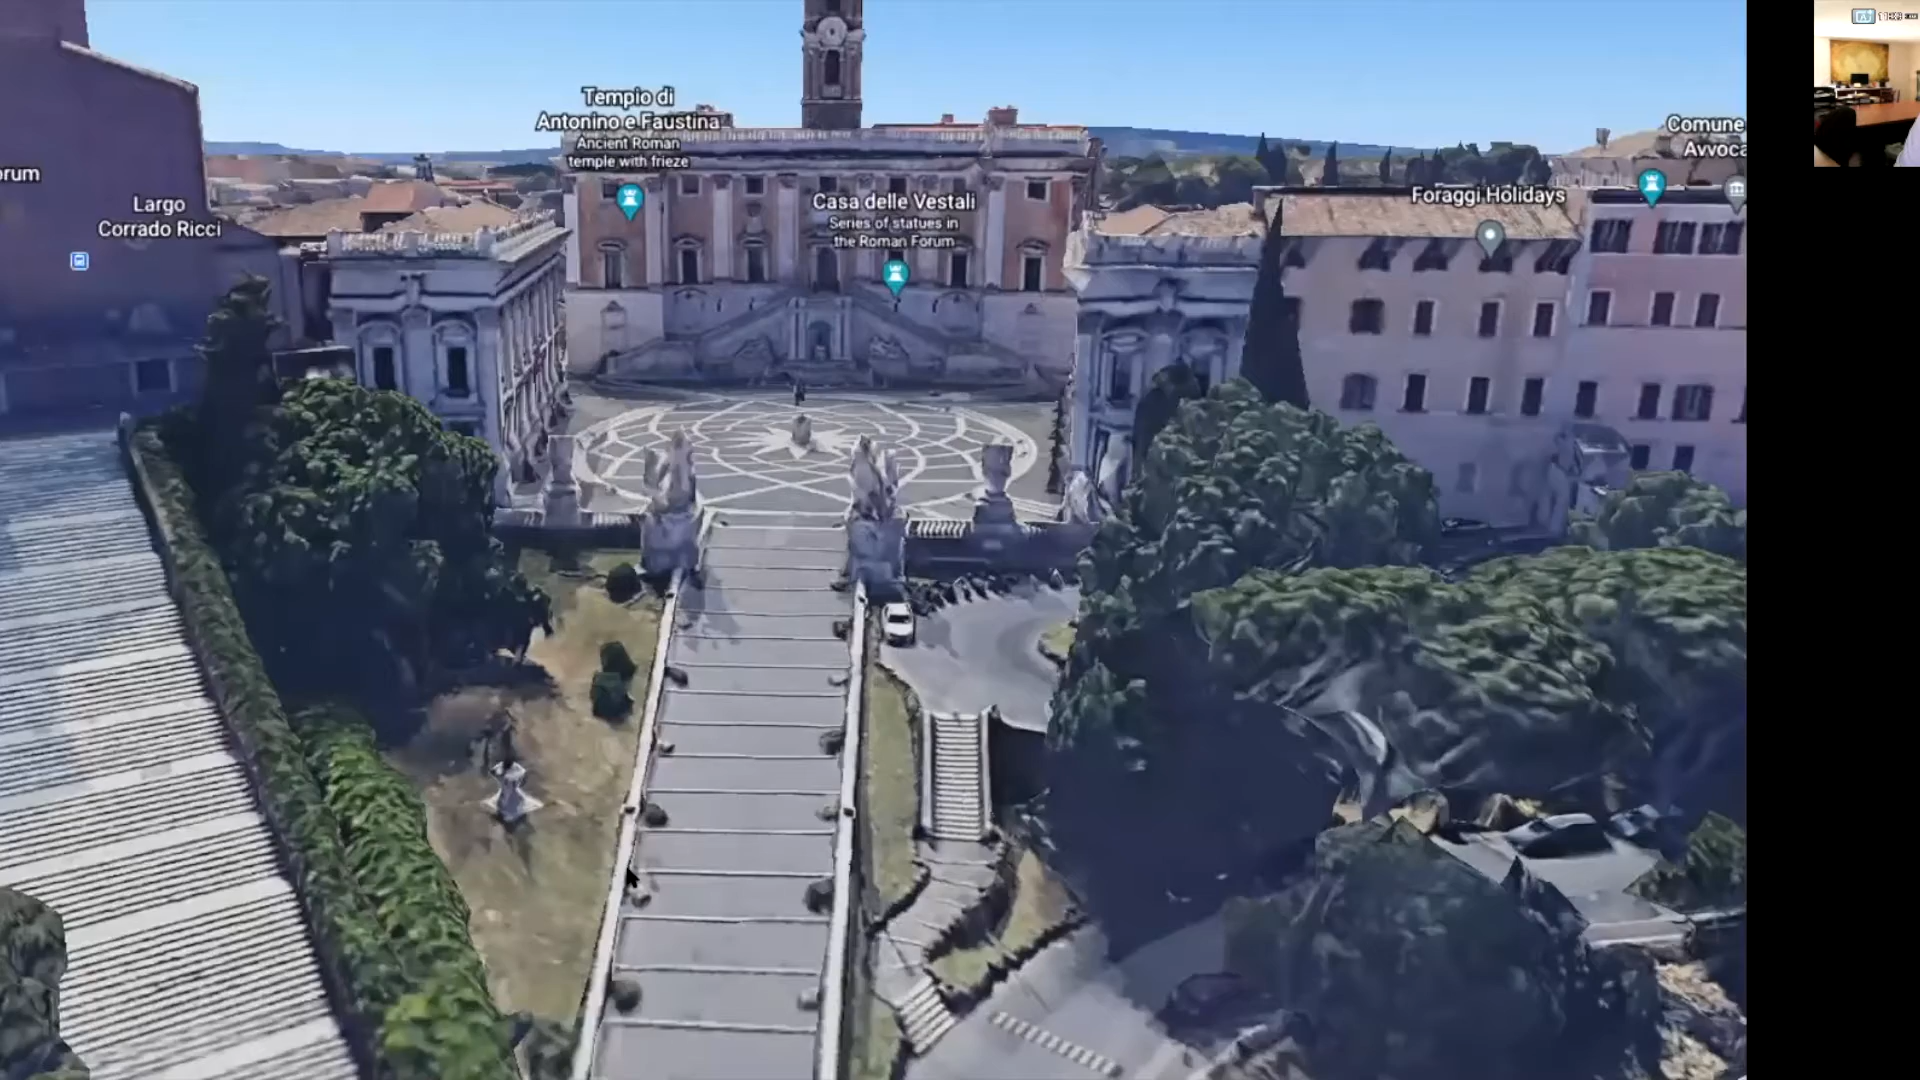 Tempio di
Antonino e Faustina
Ancient Roman
temple with frieze
Casa delle Vestali
Series of statues in
the Roman Forum
orum
Largo
Corrado Ricci
Foraggi Holidays
Comune
Avvoca